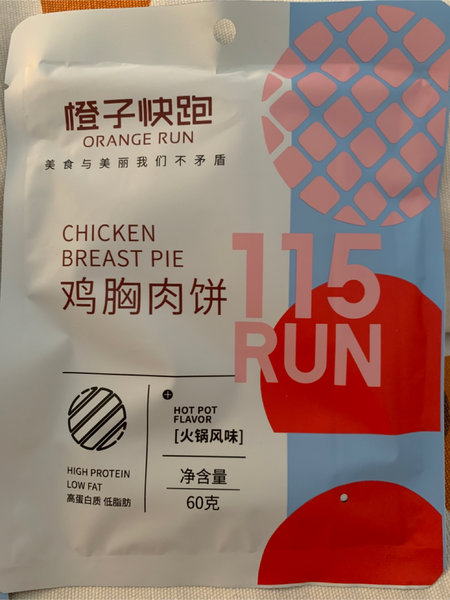 橙子快跑
ORANGE RUN
美食与美丽我们不矛盾
CHICKEN
BREAST PIE
鸡胸肉饼
115
RUN
HOT POT
FLAVOR
[火锅风味]
HIGH PROTEIN
LOW FAT
高蛋白质 低脂肪
净含量
60克